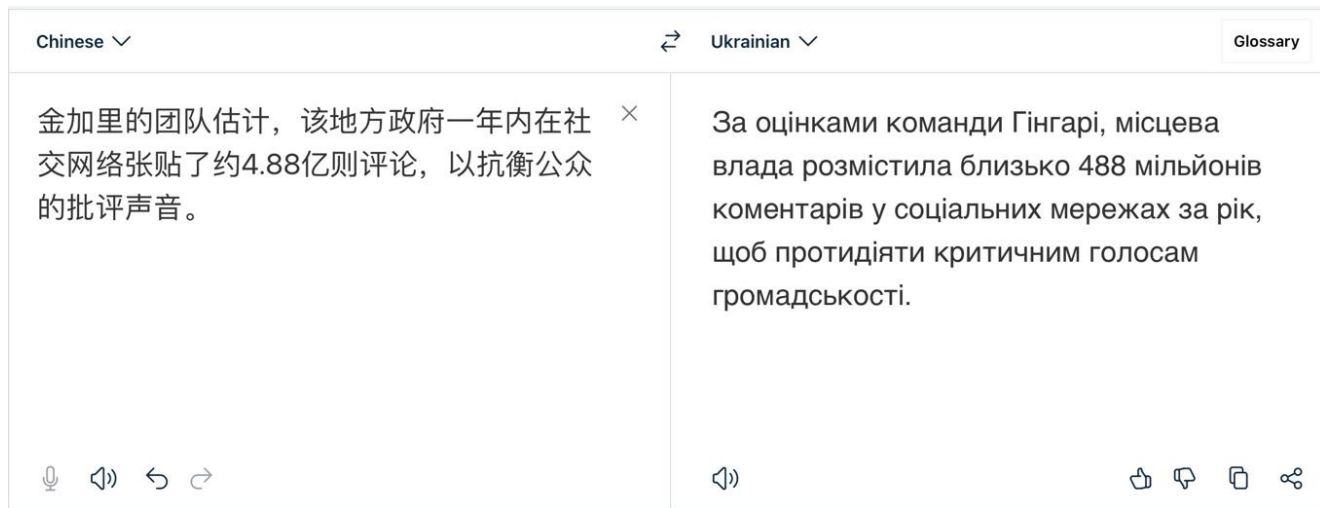 Chinese
Ukrainian
Glossary
金加里的团队估计，该地方政府一年内在社
交网络张贴了约4.88亿则评论，以抗衡公众
的批评声音。
За оцінками команди Гінгарі, місцева
влада розмістила близько 488 мільйонів
коментарів у соціальних мережах за рік,
щоб протидіяти критичним голосам
громадськості.